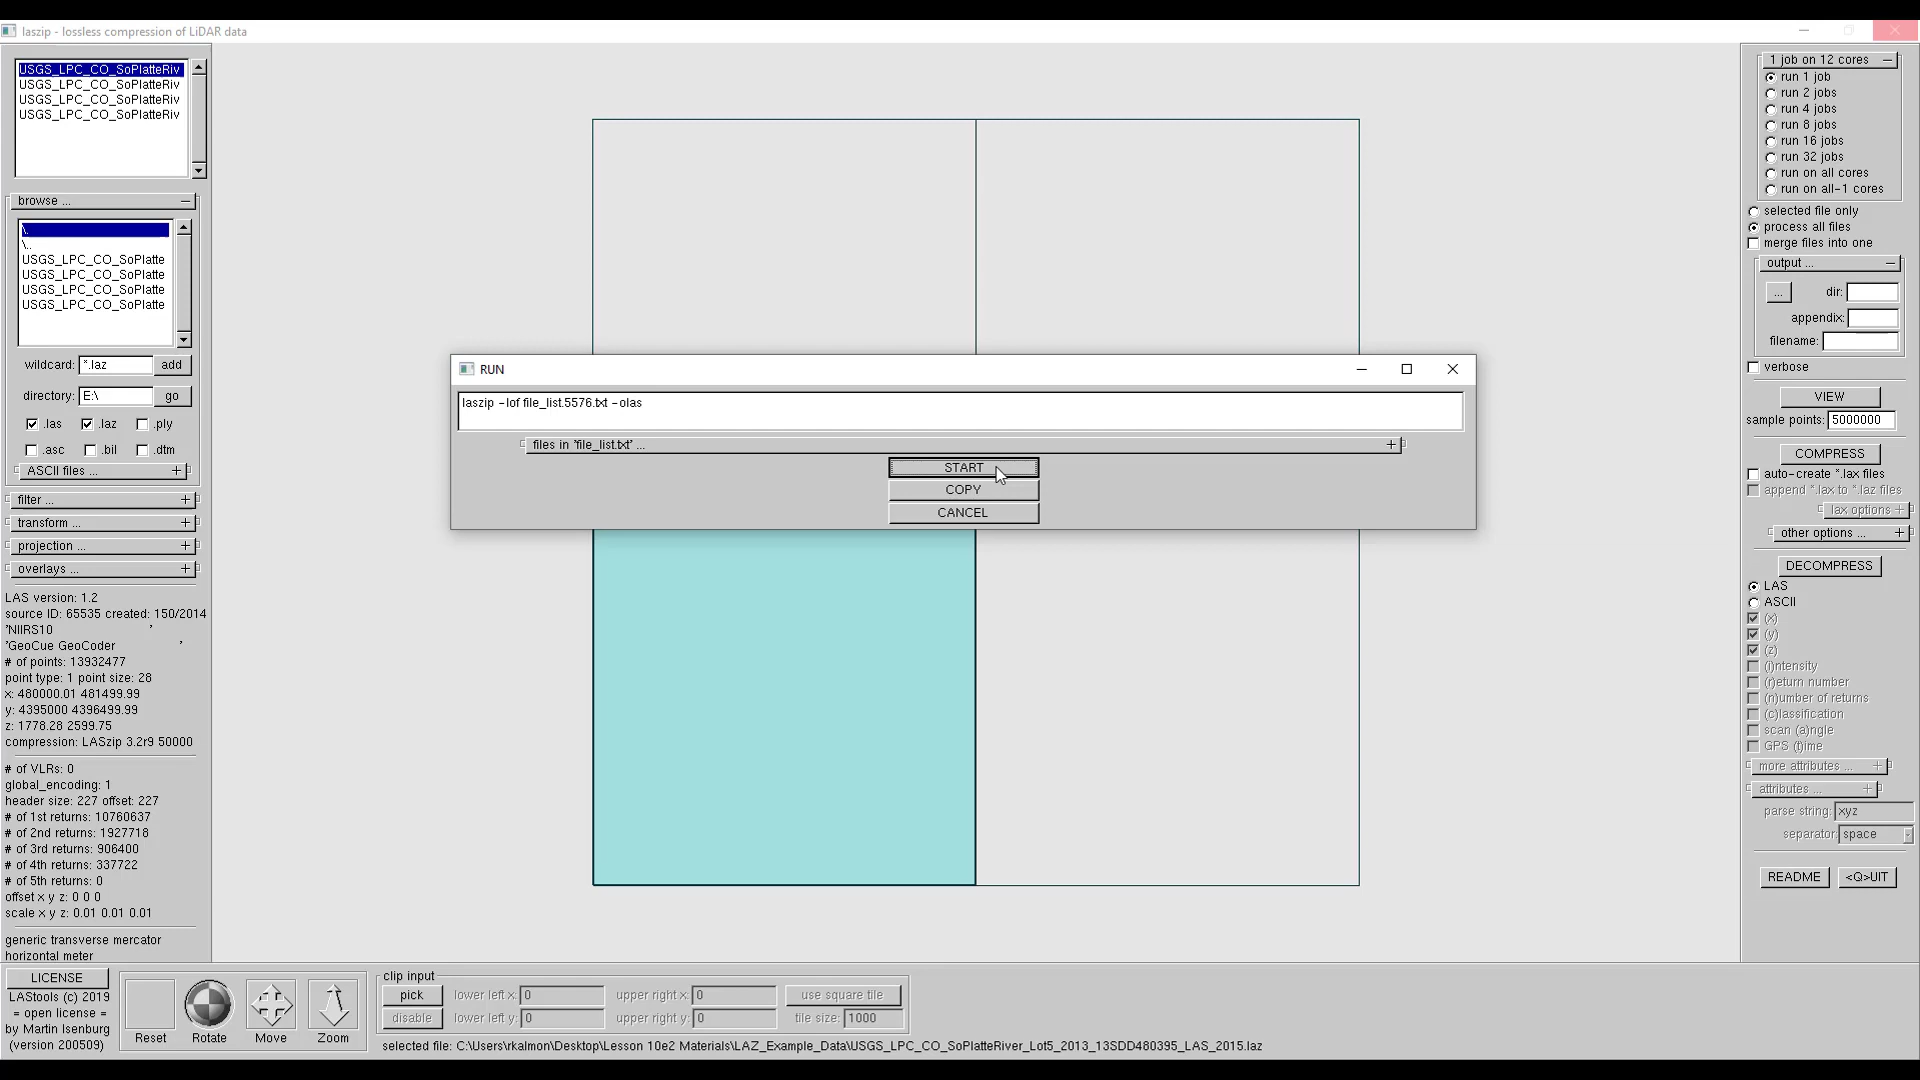 laszip - lossless compression of LiDAR data
USGS_LPC_CO_SoPlatteRiv
USGS_LPC_CO_SoPlatteRiv
USGS_LPC_CO_SoPlatteRiv
USGS_LPC_CO_SoPlatteRiv
browse ...
\.
\..
USGS_LPC_CO_SoPlatte
USGS_LPC_CO_SoPlatte
USGS_LPC_CO_SoPlatte
USGS_LPC_CO_SoPlatte
wildcard: *.laz add
directory: E:\ go
.las .laz .ply
.asc .bil .dtm
ASCII files ... +
filter ... +
transform ... +
projection ... +
overlays ... +
LAS version: 1.2
source ID: 65535 created: 150/2014
'NIIRS10 '
'GeoCue GeoCoder '
# of points: 13932477
point type: 1 point size: 28
x: 480000.01 481499.99
y: 4395000 4396499.99
z: 1778.28 2599.75
compression: LASzip 3.2r9 50000
# of VLRs: 0
global_encoding: 1
header size: 227 offset: 227
# of 1st returns: 10760637
# of 2nd returns: 1927718
# of 3rd returns: 906400
# of 4th returns: 337722
# of 5th returns: 0
offset x y z: 0 0 0
scale x y z: 0.01 0.01 0.01
generic transverse mercator
horizontal meter
RUN
laszip -lof file_list.5576.txt -olas
files in 'file_list.txt' ... +
START
COPY
CANCEL
1 job on 12 cores
run 1 job
run 2 jobs
run 4 jobs
run 8 jobs
run 16 jobs
run 32 jobs
run on all cores
run on all-1 cores
selected file only
process all files
merge files into one
output ...
... dir:
appendix:
filename:
verbose
VIEW
sample points: 5000000
COMPRESS
auto-create *.lax files
append *.lax to *.laz files
lax options +
other options ... +
DECOMPRESS
LAS
ASCII
(x)
(y)
(z)
(i)ntensity
(r)eturn number
(n)umber of returns
(c)lassification
scan (a)ngle
GPS (t)ime
more attributes ... +
attributes ... +
parse string: xyz
separator: space
README <Q>UIT
LICENSE
LAStools (c) 2019
= open license =
by Martin Isenburg
(version 200509)
Reset Rotate Move Zoom
clip input
pick lower left x: 0 upper right x: 0 use square tile
disable lower left y: 0 upper right y: 0 tile size: 1000
selected file: C:\Users\rkalmon\Desktop\Lesson 10e2 Materials\LAZ_Example_Data\USGS_LPC_CO_SoPlatteRiver_Lot5_2013_13SDD480395_LAS_2015.laz